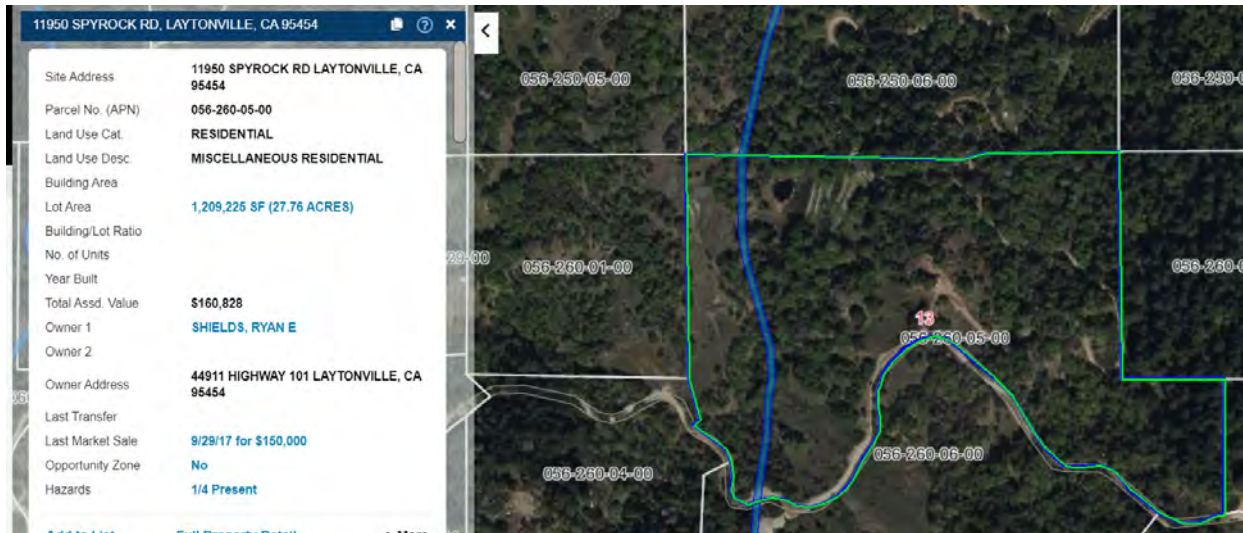 11950 SPYROCK RD, LAYTONVILLE, CA 95454
Site Address 11950 SPYROCK RD LAYTONVILLE, CA
95454
Parcel No. (APN) 056-260-05-00
Land Use Cat. RESIDENTIAL
Land Use Desc. MISCELLANEOUS RESIDENTIAL
Building Area
Lot Area 1,209,225 SF (27.76 ACRES)
Building/Lot Ratio
No. of Units
Year Built
Total Assd. Value $160,828
Owner 1 SHIELDS, RYAN E
Owner 2
Owner Address 44911 HIGHWAY 101 LAYTONVILLE, CA
95454
Last Transfer
Last Market Sale 9/29/17 for $150,000
Opportunity Zone No
Hazards 1/4 Present
056-250-05-00
056-250-06-00
056-260-01-00
13
056-260-05-00
056-260-04-00
056-260-06-00